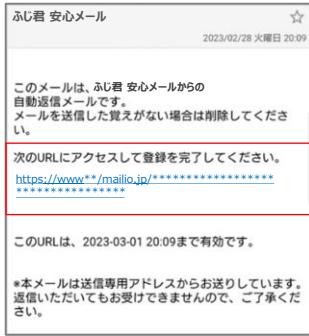 ふじ君 安心メール
2023/02/28 火曜日 20:09
このメールは、ふじ君 安心メールからの
自動返信メールです。
メールを送信した覚えがない場合は削除してくださ
い。
次のURLにアクセスして登録を完了してください。
https://www**/mailio.jp/******************
****************
このURLは、2023-03-01 20:09まで有効です。
※本メールは送信専用アドレスからお送りしています。
返信いただいてもお受けできませんので、ご了承くだ
さい。